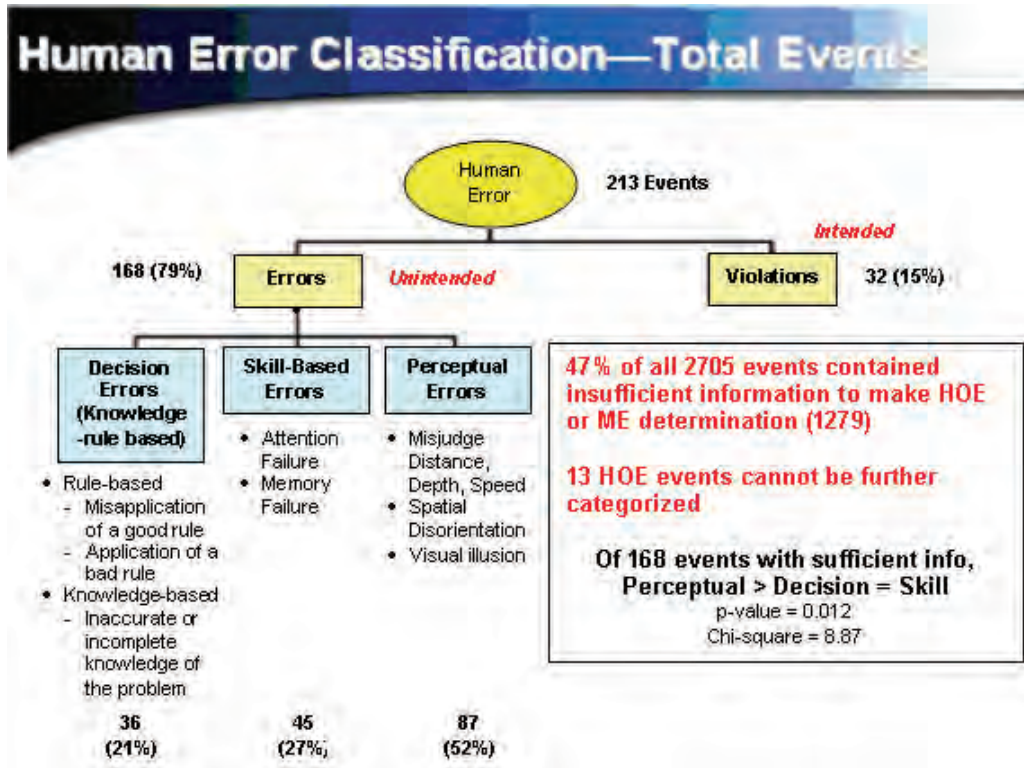 Human Error Classification—Total Events
Human
Error
213 Events
Intended
168 (79%)
Errors
Unintended
Violations
32 (15%)
Decision
Errors
(Knowledge
-rule based)
• Rule-based
- Misapplication
of a good rule
- Application of a
bad rule
• Knowledge-based
- Inaccurate or
incomplete
knowledge of
the problem
36
(21%)
Skill-Based
Errors
• Attention
Failure
• Memory
Failure
45
(27%)
Perceptual
Errors
• Misjudge
Distance,
Depth, Speed
• Spatial
Disorientation
• Visual illusion
87
(52%)
47% of all 2705 events contained
insufficient information to make HOE
or ME determination (1279)
13 HOE events cannot be further
categorized
Of 168 events with sufficient info,
Perceptual > Decision = Skill
p-value = 0.012
Chi-square = 8.87